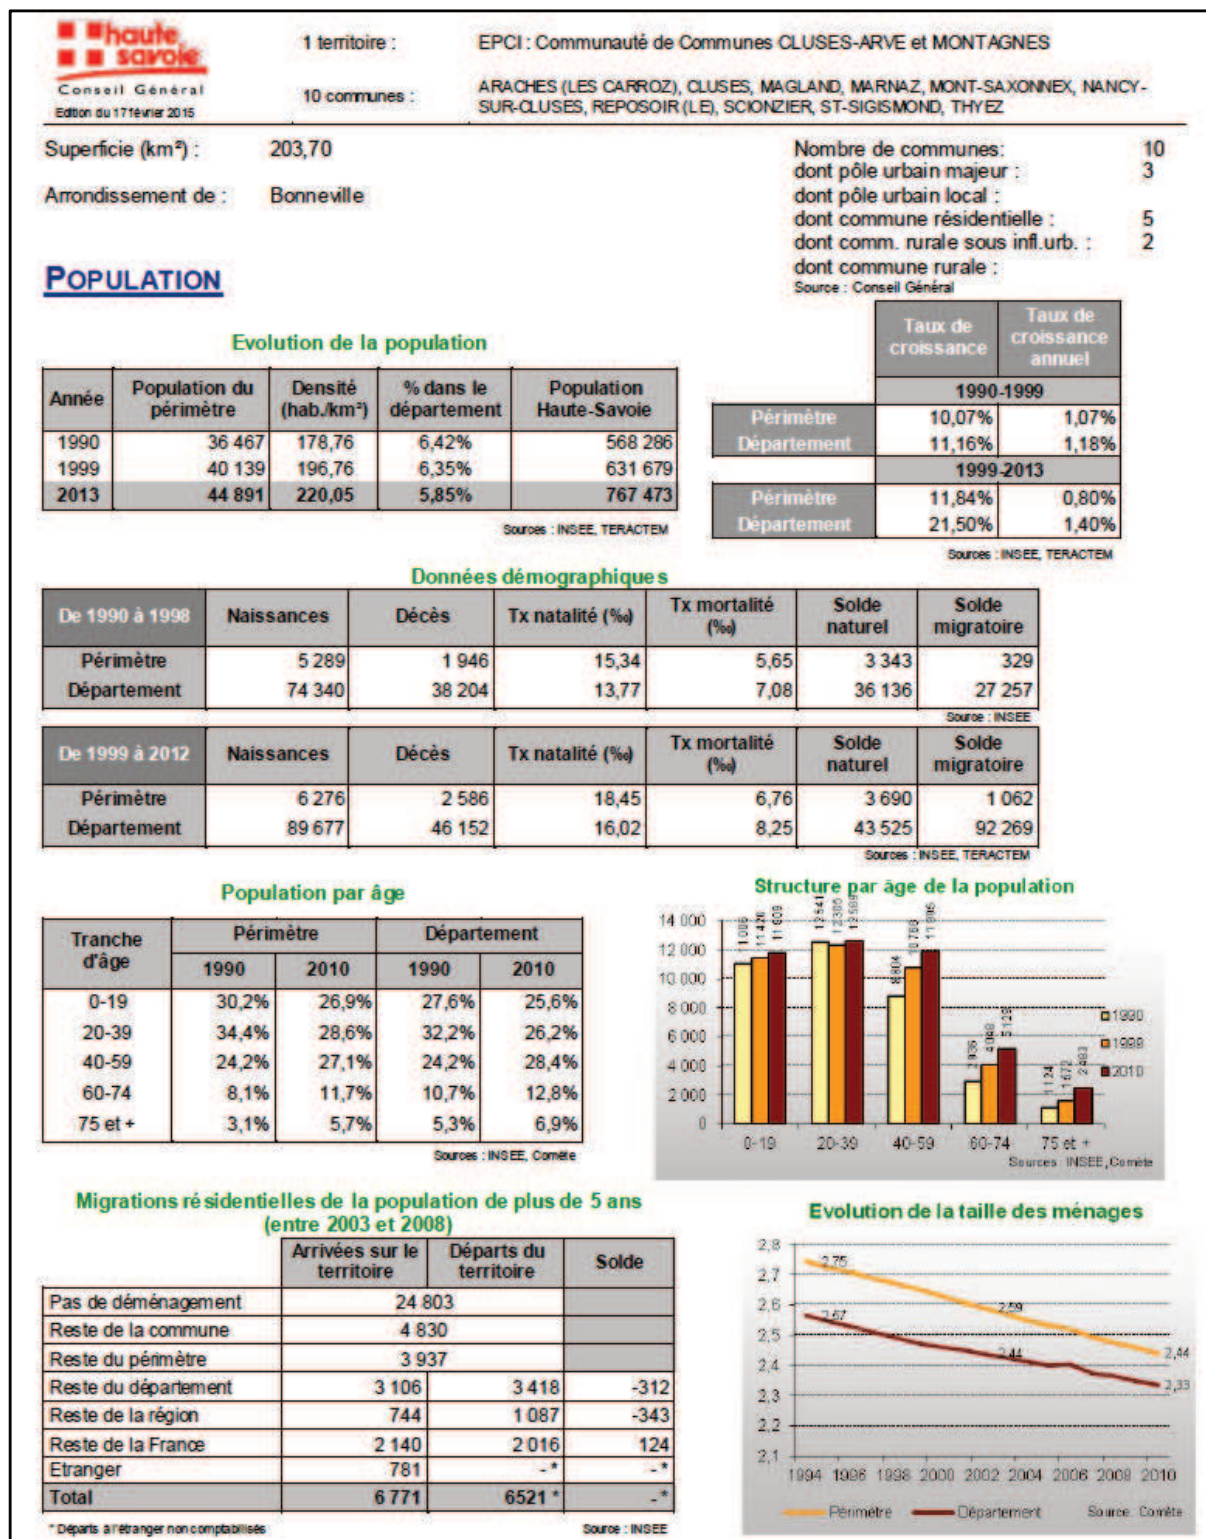 haute
savoie
Conseil Général
Edition du 17 février 2015
1 territoire :
EPCI : Communauté de Communes CLUSES-ARVE et MONTAGNES
10 communes :
ARACHES (LES CARROZ), CLUSES, MAGLAND, MARNAZ, MONT-SAXONNEX, NANCY-
SUR-CLUSES, REPOSOIR (LE), SCIONZIER, ST-SIGISMOND, THYEZ
Superficie (km²) : 203,70
Arrondissement de : Bonneville
Nombre de communes: 10
dont pôle urbain majeur : 3
dont pôle urbain local :
dont commune résidentielle : 5
dont comm. rurale sous infl.urb. : 2
dont commune rurale :
Source : Conseil Général
POPULATION
Evolution de la population
Année Population du périmètre Densité (hab./km²) % dans le département Population Haute-Savoie
1990 36 467 178,76 6,42% 568 286
1999 40 139 196,76 6,35% 631 679
2013 44 891 220,05 5,85% 767 473
Sources : INSEE, TERACTEM
Taux de croissance Taux de croissance annuel
1990-1999
Périmètre 10,07% 1,07%
Département 11,16% 1,18%
1999-2013
Périmètre 11,84% 0,80%
Département 21,50% 1,40%
Sources : INSEE, TERACTEM
Données démographiques
De 1990 à 1998 Naissances Décès Tx natalité (‰) Tx mortalité (‰) Solde naturel Solde migratoire
Périmètre 5 289 1 946 15,34 5,65 3 343 329
Département 74 340 38 204 13,77 7,08 36 136 27 257
Source : INSEE
De 1999 à 2012 Naissances Décès Tx natalité (‰) Tx mortalité (‰) Solde naturel Solde migratoire
Périmètre 6 276 2 586 18,45 6,76 3 690 1 062
Département 89 677 46 152 16,02 8,25 43 525 92 269
Sources : INSEE, TERACTEM
Population par âge
Tranche d'âge Périmètre Département
1990 2010 1990 2010
0-19 30,2% 26,9% 27,6% 25,6%
20-39 34,4% 28,6% 32,2% 26,2%
40-59 24,2% 27,1% 24,2% 28,4%
60-74 8,1% 11,7% 10,7% 12,8%
75 et + 3,1% 5,7% 5,3% 6,9%
Sources : INSEE, Comète
Structure par âge de la population
14 000
12 000
10 000
8 000
6 000
4 000
2 000
0
12 541
8 804
4 048
5 128
1 124
1990
1999
2010
0-19 20-39 40-59 60-74 75 et +
Sources : INSEE, Comète
Migrations résidentielles de la population de plus de 5 ans
(entre 2003 et 2008)
Arrivées sur le territoire Départs du territoire Solde
Pas de déménagement 24 803
Reste de la commune 4 830
Reste du périmètre 3 937
Reste du département 3 106 3 418 -312
Reste de la région 744 1 087 -343
Reste de la France 2 140 2 016 124
Etranger 781 - * - *
Total 6 771 6521 * - *
* Départs à l'étranger non comptabilisés
Source : INSEE
Evolution de la taille des ménages
2,8
2,7
2,6
2,5
2,4
2,3
2,2
2,1
2,75
2,59
2,44
2,44
2,33
1994 1996 1998 2000 2002 2004 2006 2008 2010
Périmètre Département Source : Comète